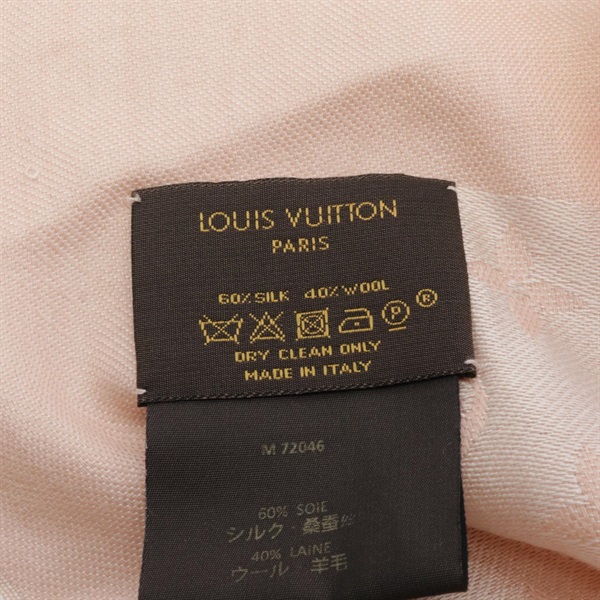 LOUIS VUITTON
PARIS
60% SILK 40% WOOL
P ®
DRY CLEAN ONLY
MADE IN ITALY
M 72046
60% SOIE
シルク・桑蚕丝
40% LAINE
ウール・羊毛